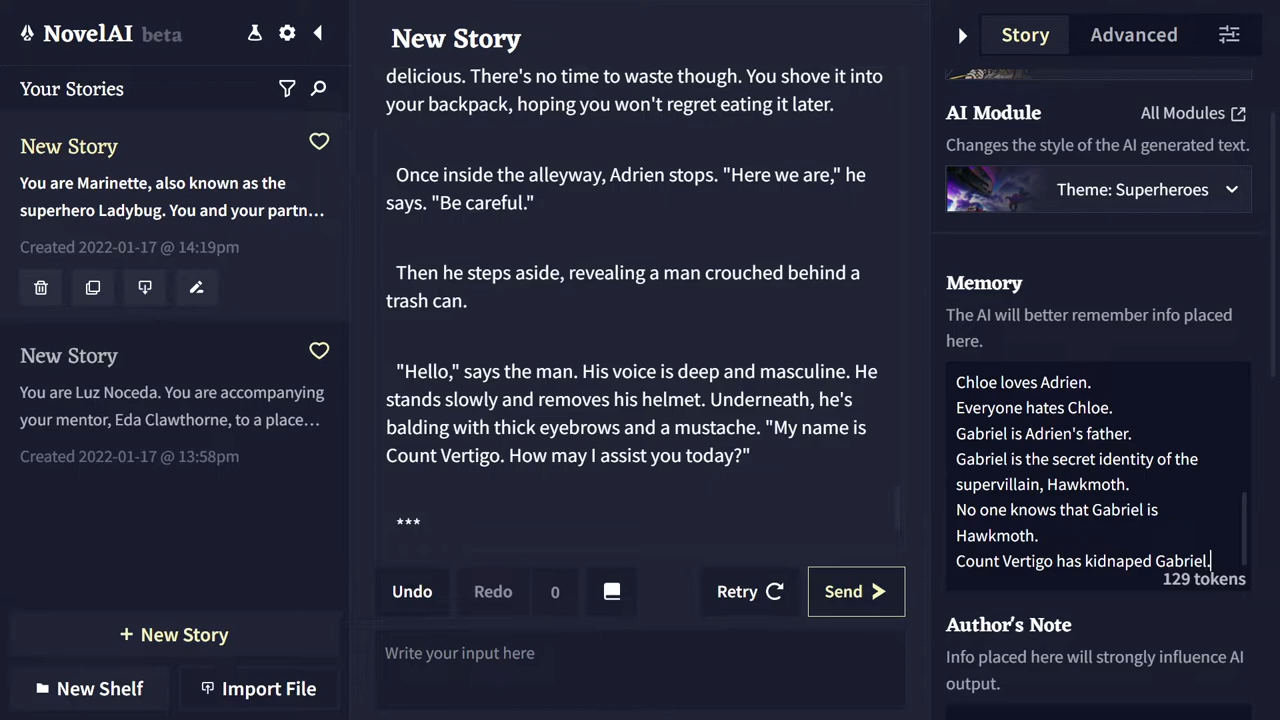 NovelAI beta
Your Stories
New Story
You are Marinette, also known as the
superhero Ladybug. You and your partn...
Created 2022-01-17 @ 14:19pm
New Story
You are Luz Noceda. You are accompanying
your mentor, Eda Clawthorne, to a place...
Created 2022-01-17 @ 13:58pm
+ New Story
New Shelf
Import File
New Story
delicious. There's no time to waste though. You shove it into
your backpack, hoping you won't regret eating it later.
Once inside the alleyway, Adrien stops. "Here we are," he
says. "Be careful."
Then he steps aside, revealing a man crouched behind a
trash can.
"Hello," says the man. His voice is deep and masculine. He
stands slowly and removes his helmet. Underneath, he's
balding with thick eyebrows and a mustache. "My name is
Count Vertigo. How may I assist you today?"
***
Undo
Redo
0
Retry
Send
Write your input here
Story
Advanced
AI Module
All Modules
Changes the style of the AI generated text.
Theme: Superheroes
Memory
The AI will better remember info placed
here.
Chloe loves Adrien.
Everyone hates Chloe.
Gabriel is Adrien's father.
Gabriel is the secret identity of the
supervillain, Hawkmoth.
No one knows that Gabriel is
Hawkmoth.
Count Vertigo has kidnaped Gabriel.
129 tokens
Author's Note
Info placed here will strongly influence AI
output.